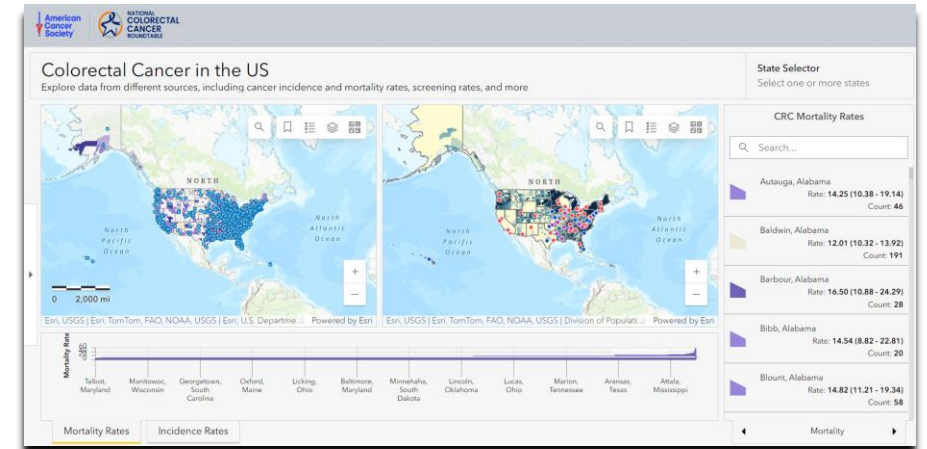 American
Cancer
Society
NATIONAL
COLORECTAL
CANCER
ROUNDTABLE
Colorectal Cancer in the US
Explore data from different sources, including cancer incidence and mortality rates, screening rates, and more
State Selector
Select one or more states
NORTH
North
Pacific
Ocean
North
Atlantic
Ocean
0 2,000 mi
+
−
Esri, USGS | Esri, TomTom, FAO, NOAA, USGS | Esri; U.S. Departme...
Powered by Esri
NORTH
North
Pacific
Ocean
North
Atlantic
Ocean
+
−
Esri, USGS | Esri, TomTom, FAO, NOAA, USGS | Division of Populati...
Powered by Esri
CRC Mortality Rates
Search...
Autauga, Alabama
Rate: 14.25 (10.38 - 19.14)
Count: 46
Baldwin, Alabama
Rate: 12.01 (10.32 - 13.92)
Count: 191
Barbour, Alabama
Rate: 16.50 (10.88 - 24.29)
Count: 28
Bibb, Alabama
Rate: 14.54 (8.82 - 22.81)
Count: 20
Blount, Alabama
Rate: 14.82 (11.21 - 19.34)
Count: 58
Mortality Rate
Talbot,
Maryland
Manitowoc,
Wisconsin
Georgetown,
South
Carolina
Oxford,
Maine
Licking,
Ohio
Baltimore,
Maryland
Minnehaha,
South
Dakota
Lincoln,
Oklahoma
Lucas,
Ohio
Marion,
Tennessee
Aransas,
Texas
Attala,
Mississippi
Mortality Rates
Incidence Rates
Mortality